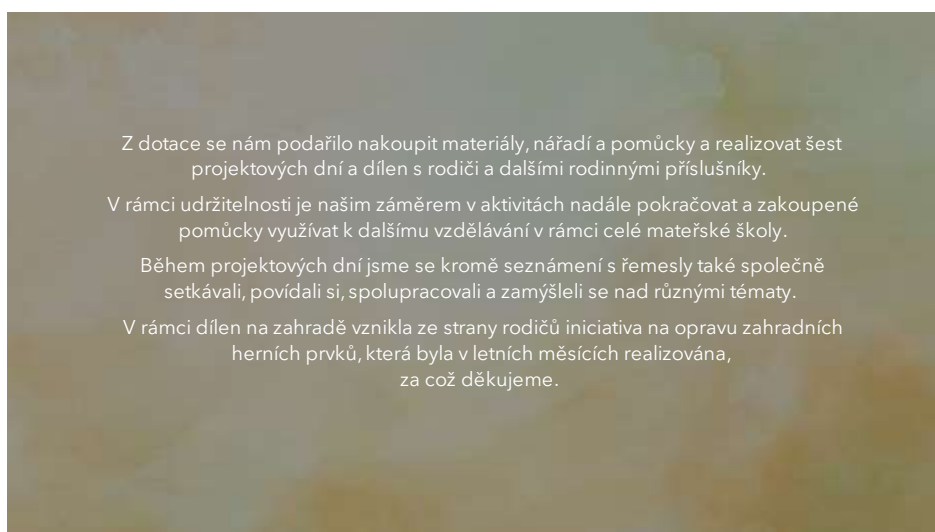 Z dotace se nám podařilo nakoupit materiály, nářadí a pomůcky a realizovat šest
projektových dní a dílen s rodiči a dalšími rodinnými příslušníky.
V rámci udržitelnosti je našim záměrem v aktivitách nadále pokračovat a zakoupené
pomůcky využívat k dalšímu vzdělávání v rámci celé mateřské školy.
Během projektových dní jsme se kromě seznámení s řemesly také společně
setkávali, povídali si, spolupracovali a zamýšleli se nad různými tématy.
V rámci dílen na zahradě vznikla ze strany rodičů iniciativa na opravu zahradních
herních prvků, která byla v letních měsících realizována,
za což děkujeme.